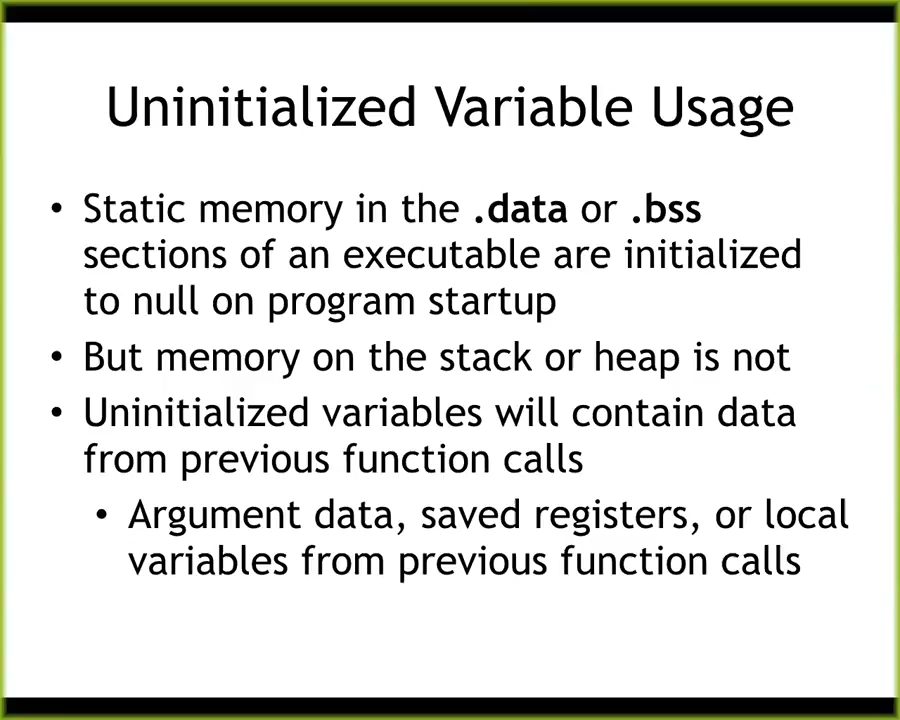 Uninitialized Variable Usage
• Static memory in the .data or .bss
sections of an executable are initialized
to null on program startup
• But memory on the stack or heap is not
• Uninitialized variables will contain data
from previous function calls
• Argument data, saved registers, or local
variables from previous function calls